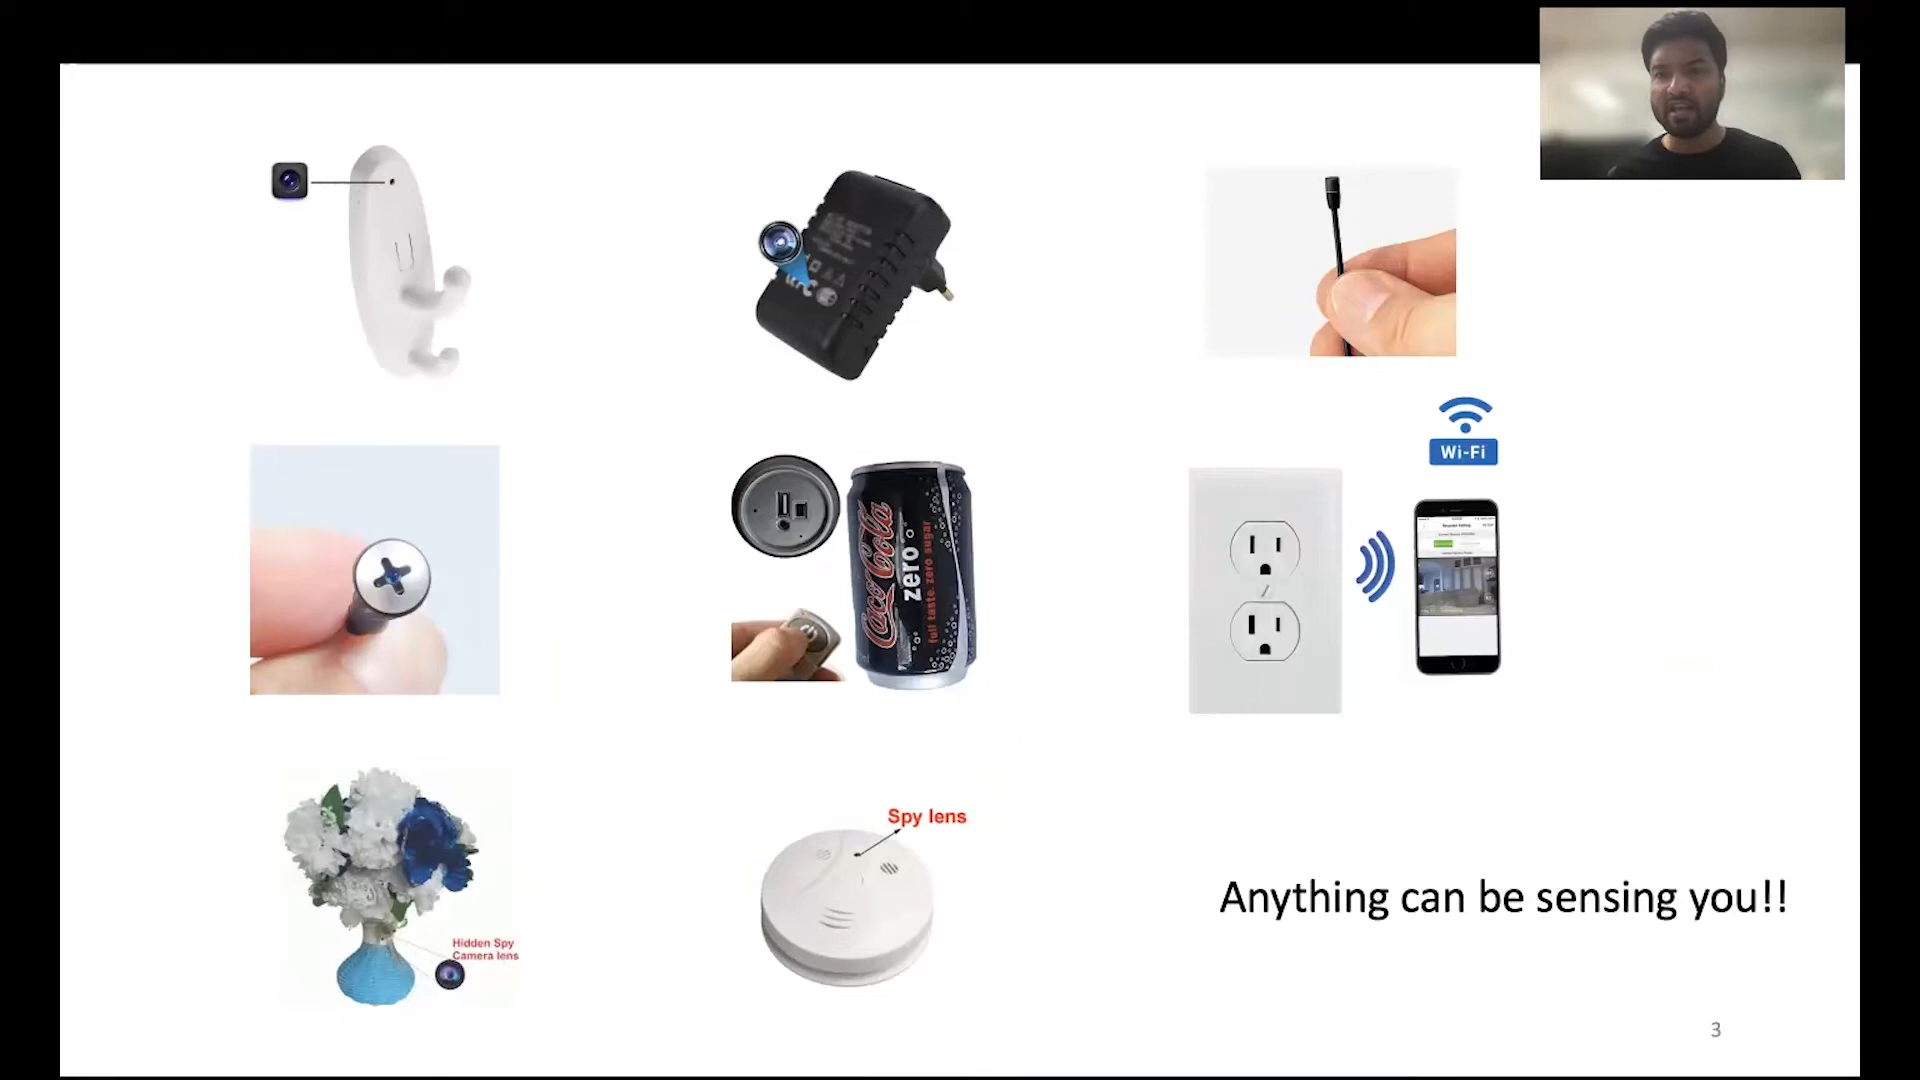 Coca-Cola
zero
full taste. zero sugar
Wi-Fi
Hidden Spy
Camera lens
Spy lens
Anything can be sensing you!!
3